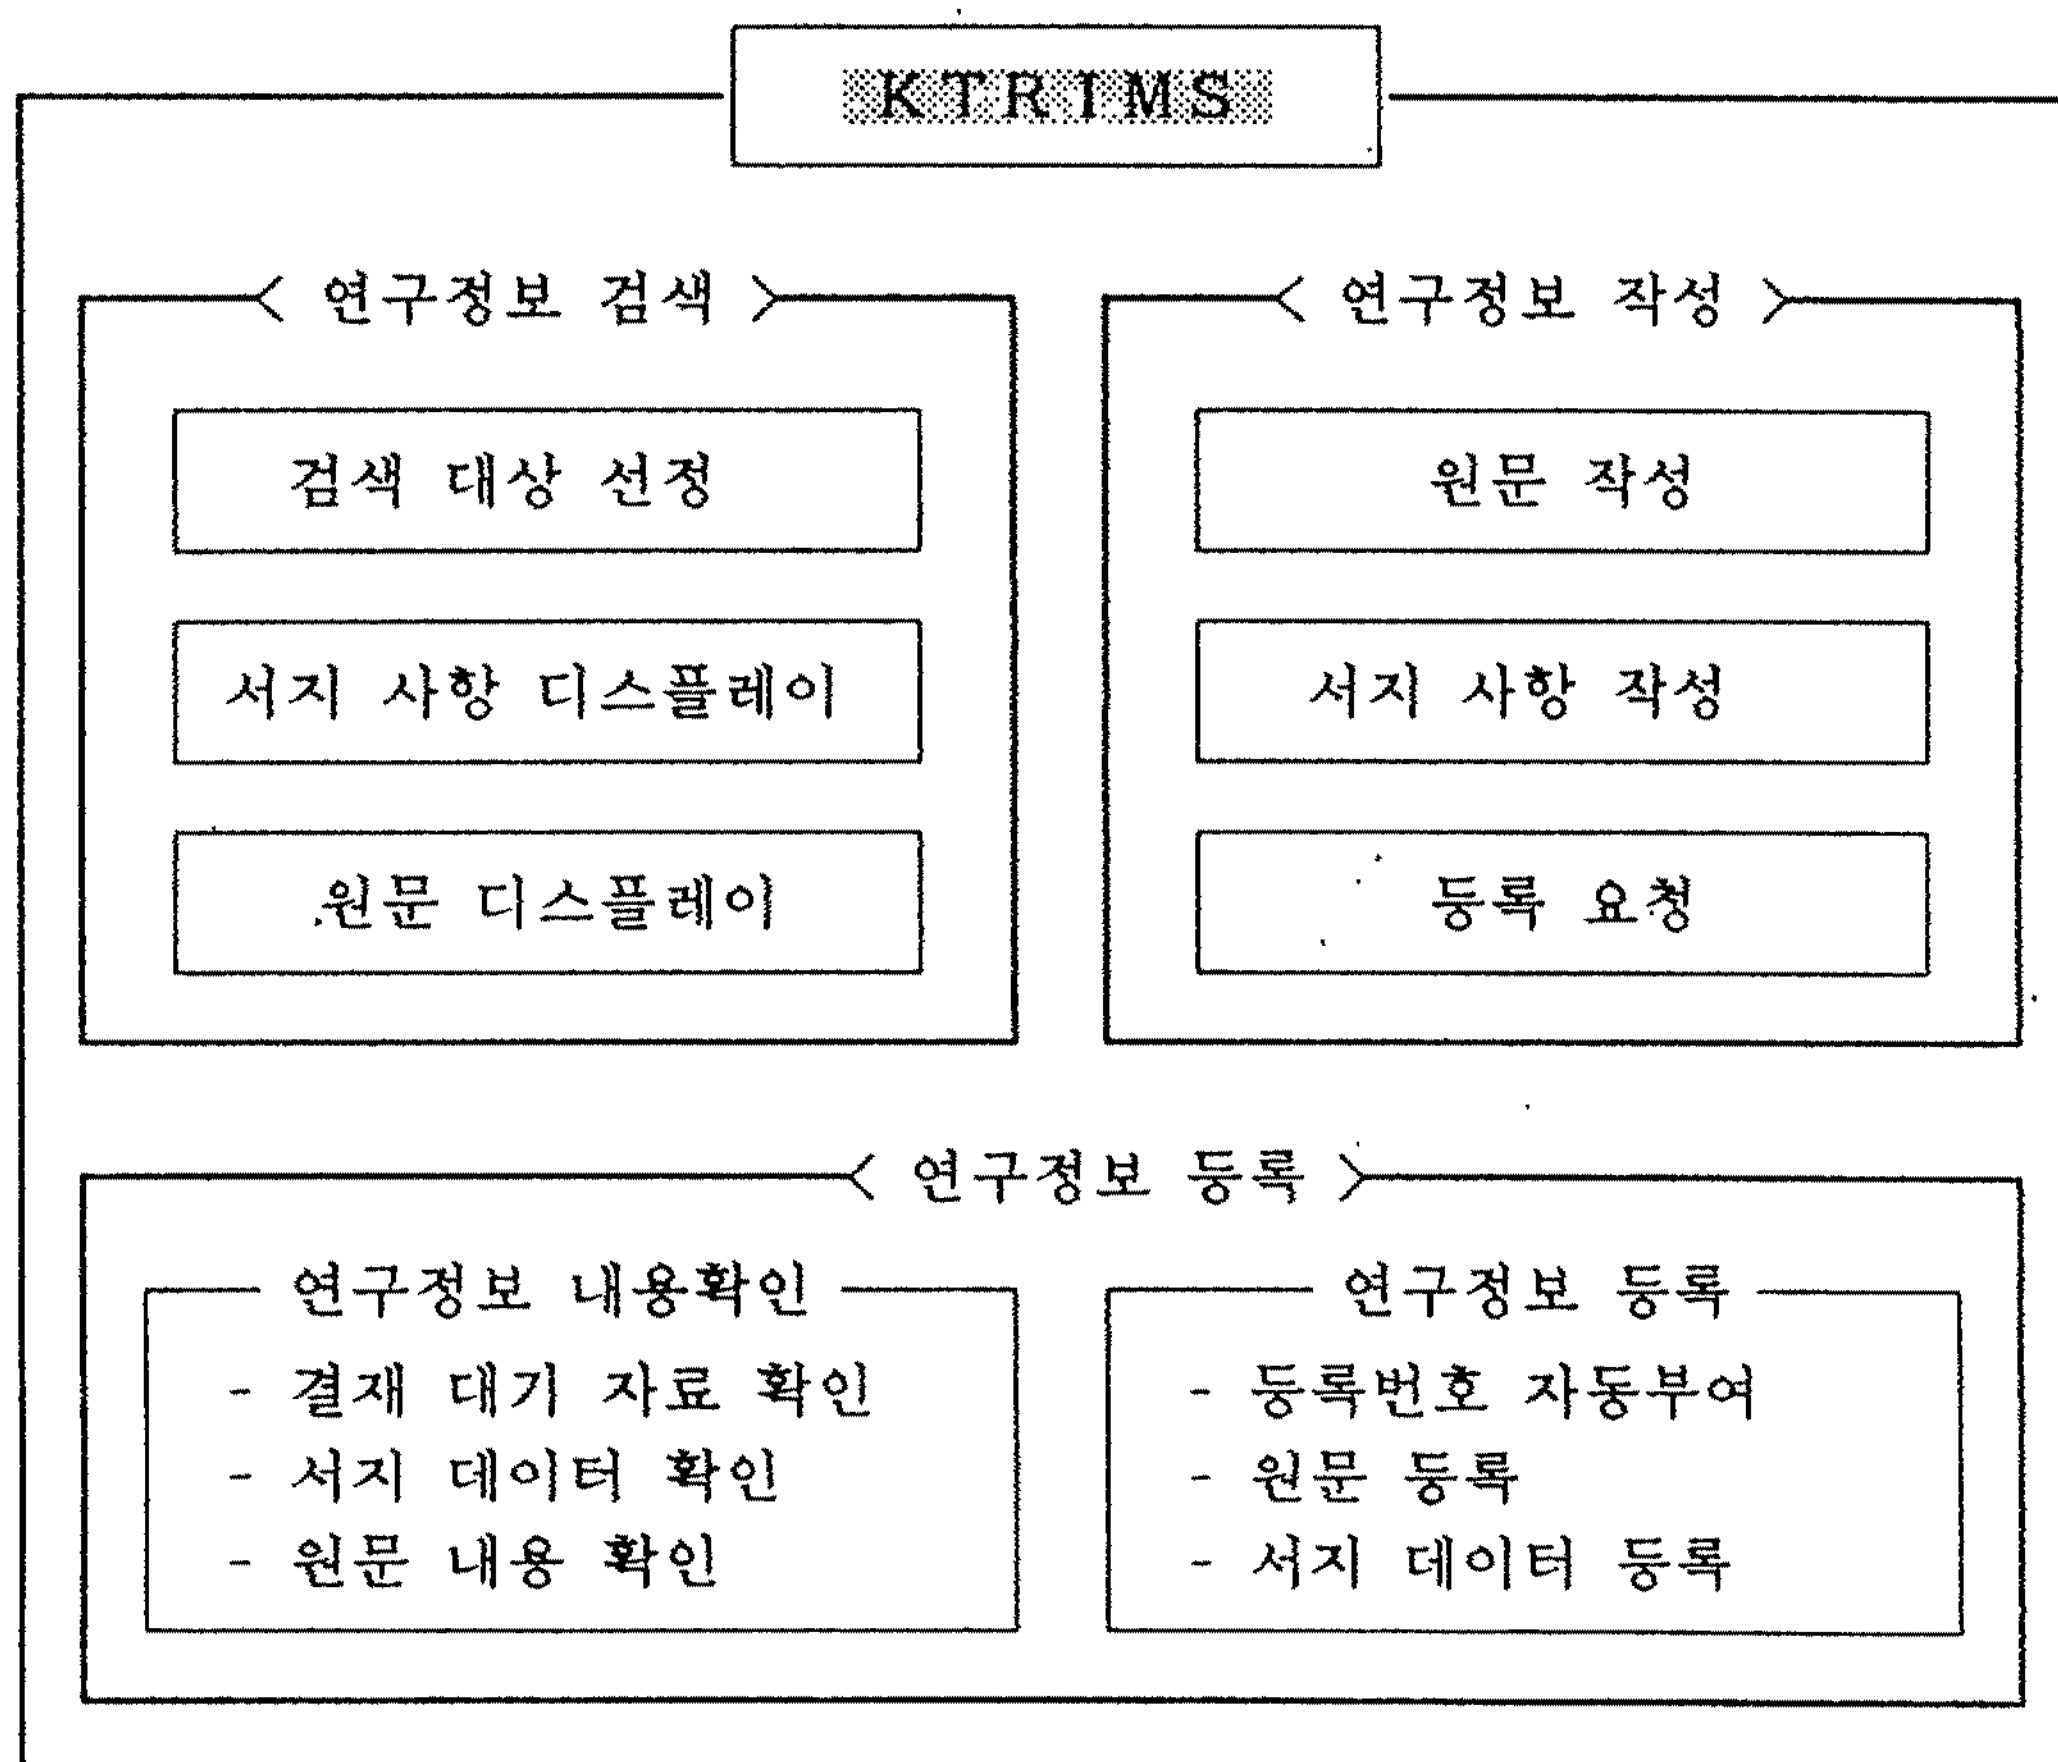 KTRIMS
< 연구정보 검색 >
검색 대상 선정
서지 사항 디스플레이
원문 디스플레이
< 연구정보 작성 >
원문 작성
서지 사항 작성
등록 요청
< 연구정보 등록 >
연구정보 내용확인
- 결재 대기 자료 확인
- 서지 데이터 확인
- 원문 내용 확인
연구정보 등록
- 등록번호 자동부여
- 원문 등록
- 서지 데이터 등록